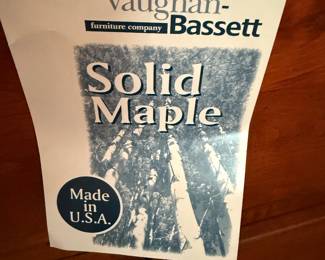 vaughan-
furniture company Bassett
Solid
Maple
Made
in
U.S.A.